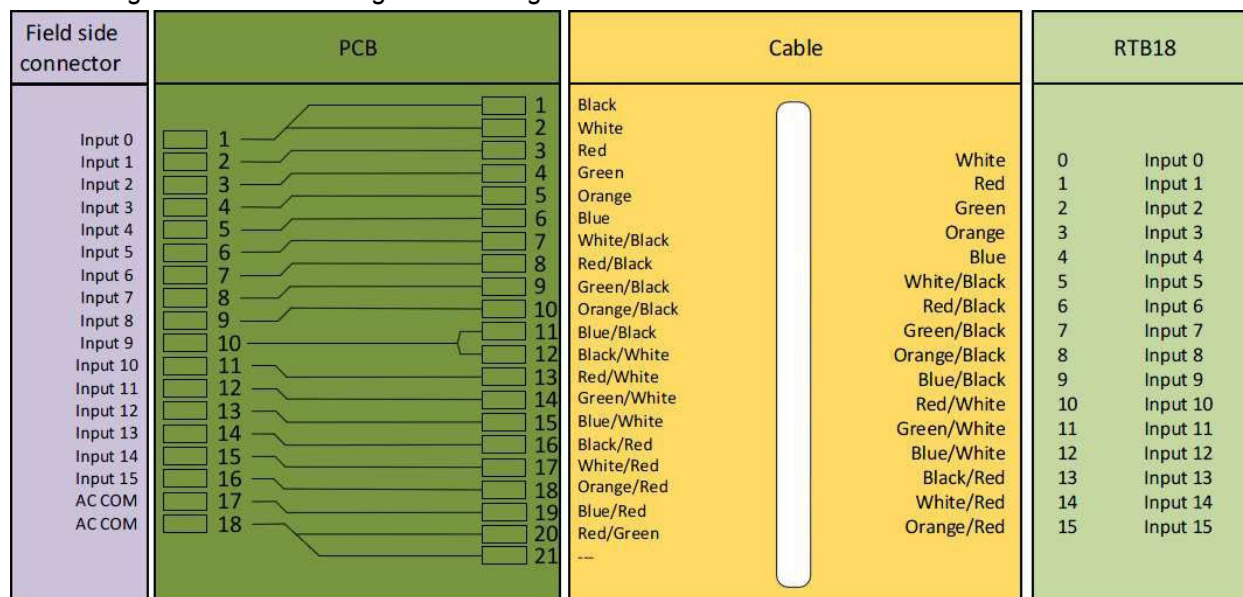 Field side connector PCB Cable RTB18
1 Black
2 White
Input 0 1 3 Red White 0 Input 0
Input 1 2 4 Green Red 1 Input 1
Input 2 3 5 Orange Green 2 Input 2
Input 3 4 6 Blue Orange 3 Input 3
Input 4 5 7 White/Black Blue 4 Input 4
Input 5 6 8 Red/Black White/Black 5 Input 5
Input 6 7 9 Green/Black Red/Black 6 Input 6
Input 7 8 10 Orange/Black Green/Black 7 Input 7
Input 8 9 11 Blue/Black Orange/Black 8 Input 8
Input 9 10 12 Black/White Blue/Black 9 Input 9
Input 10 11 13 Red/White Red/White 10 Input 10
Input 11 12 14 Green/White Green/White 11 Input 11
Input 12 13 15 Blue/White Blue/White 12 Input 12
Input 13 14 16 Black/Red Black/Red 13 Input 13
Input 14 15 17 White/Red White/Red 14 Input 14
Input 15 16 18 Orange/Red Orange/Red 15 Input 15
AC COM 17 19 Blue/Red
AC COM 18 20 Red/Green
21 ---